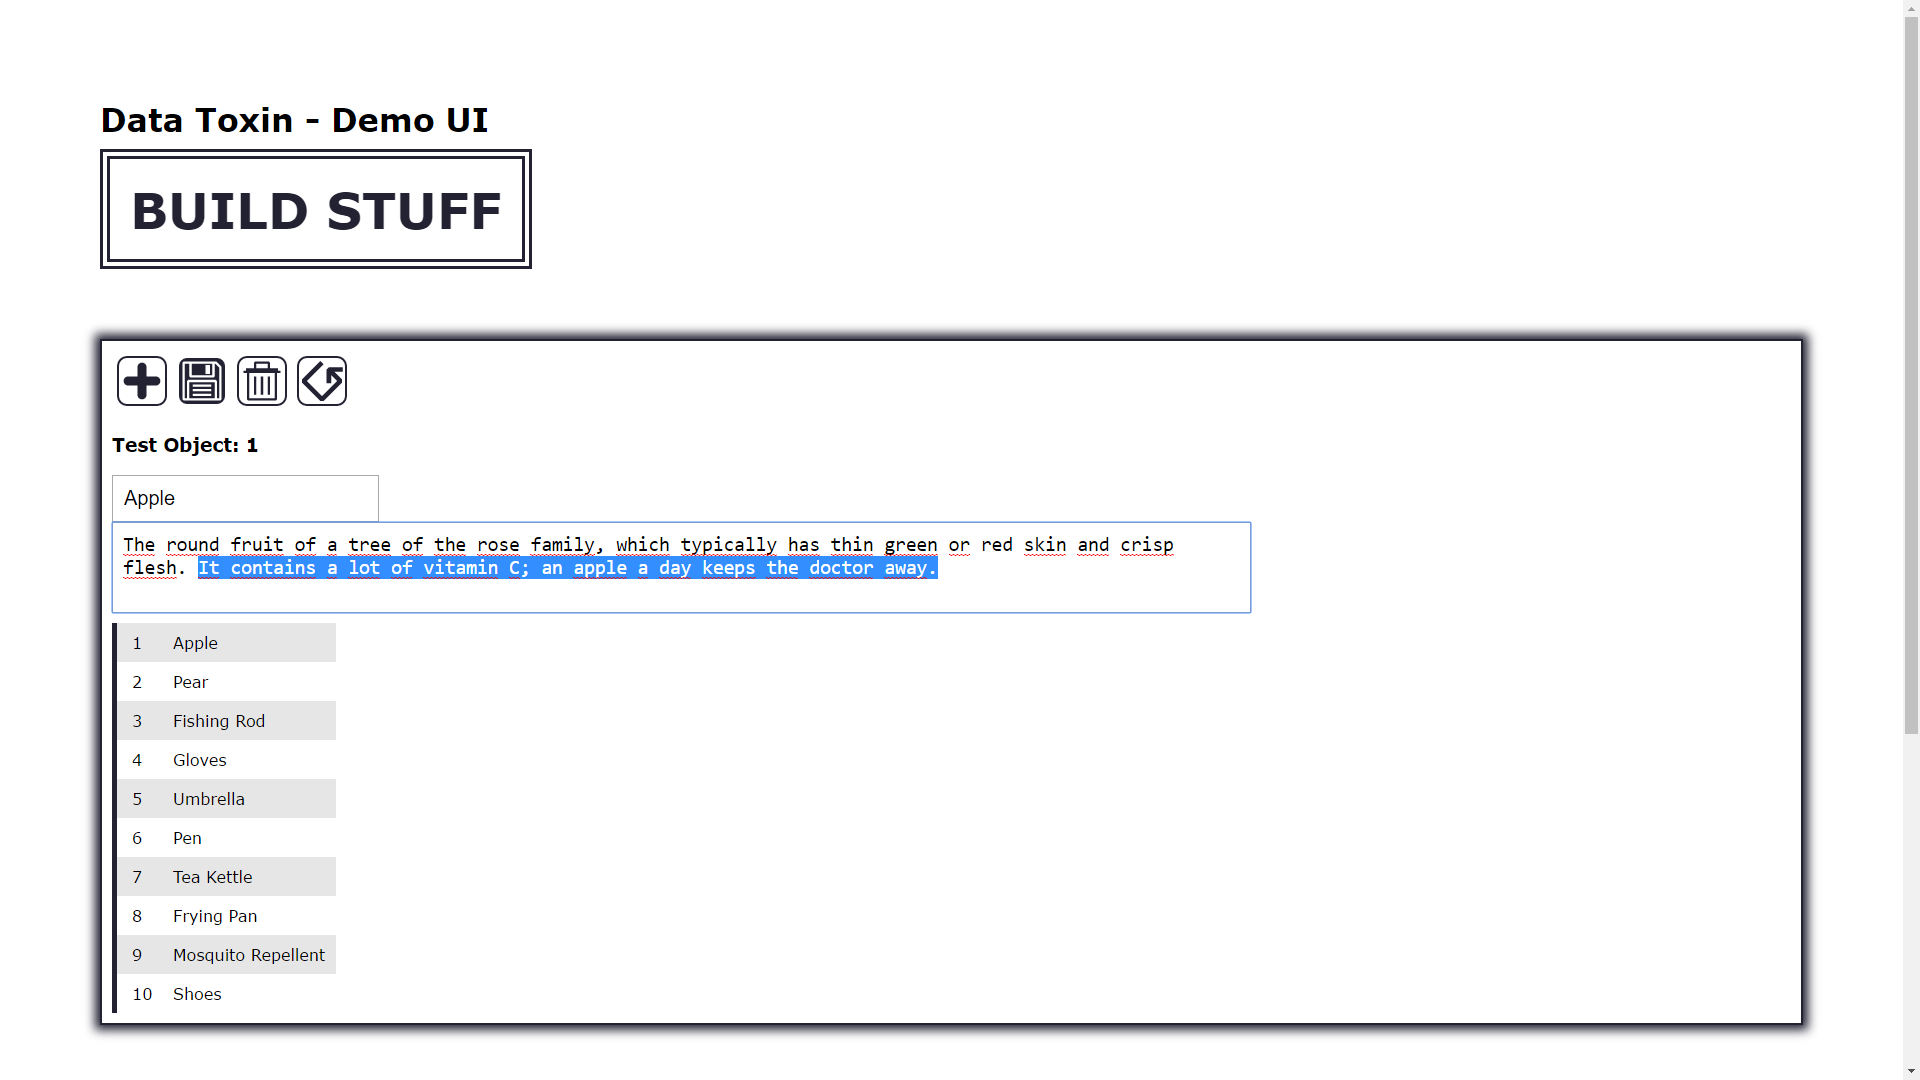 Data Toxin - Demo UI
BUILD STUFF
Test Object: 1
Apple
The round fruit of a tree of the rose family, which typically has thin green or red skin and crisp
flesh. It contains a lot of vitamin C; an apple a day keeps the doctor away.
1 Apple
2 Pear
3 Fishing Rod
4 Gloves
5 Umbrella
6 Pen
7 Tea Kettle
8 Frying Pan
9 Mosquito Repellent
10 Shoes